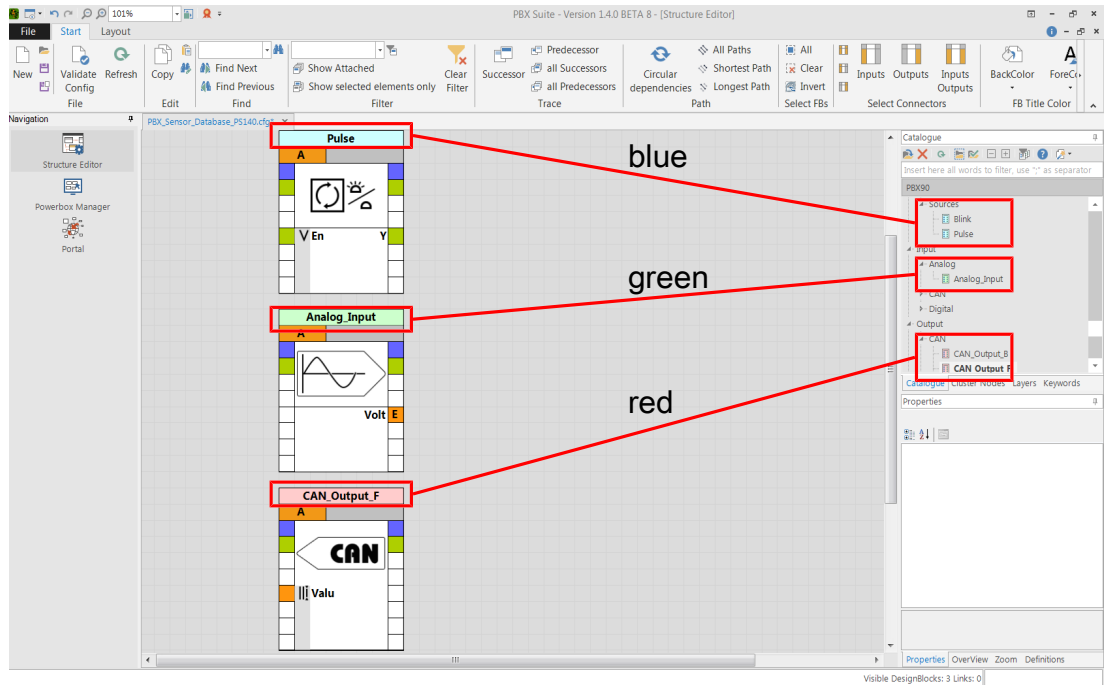 101%
PBX Suite - Version 1.4.0 BETA 8 - [Structure Editor]
File Start Layout
New
Validate Config
Refresh
Copy
Find Next
Find Previous
Show Attached
Show selected elements only
Clear Filter
Successor
Predecessor
all Successors
all Predecessors
Circular dependencies
All Paths
Shortest Path
Longest Path
All
Clear
Invert
Inputs
Outputs
Inputs Outputs
BackColor
ForeCo
File Edit Find Filter Trace Path Select FBs Select Connectors FB Title Color
Navigation
Structure Editor
Powerbox Manager
Portal
PBX_Sensor_Database_PS140.cfg*
Pulse
A
V En Y
blue
Analog_Input
A
Volt E
green
CAN_Output_F
A
CAN
Valu
red
Catalogue
Insert here all words to filter, use ";" as separator
PBX90
Sources
Blink
Pulse
Input
Analog
Analog_Input
CAN
Digital
Output
CAN
CAN_Output_B
CAN Output F
Catalogue Cluster Nodes Layers Keywords
Properties
Properties OverView Zoom Definitions
Visible DesignBlocks: 3 Links: 0